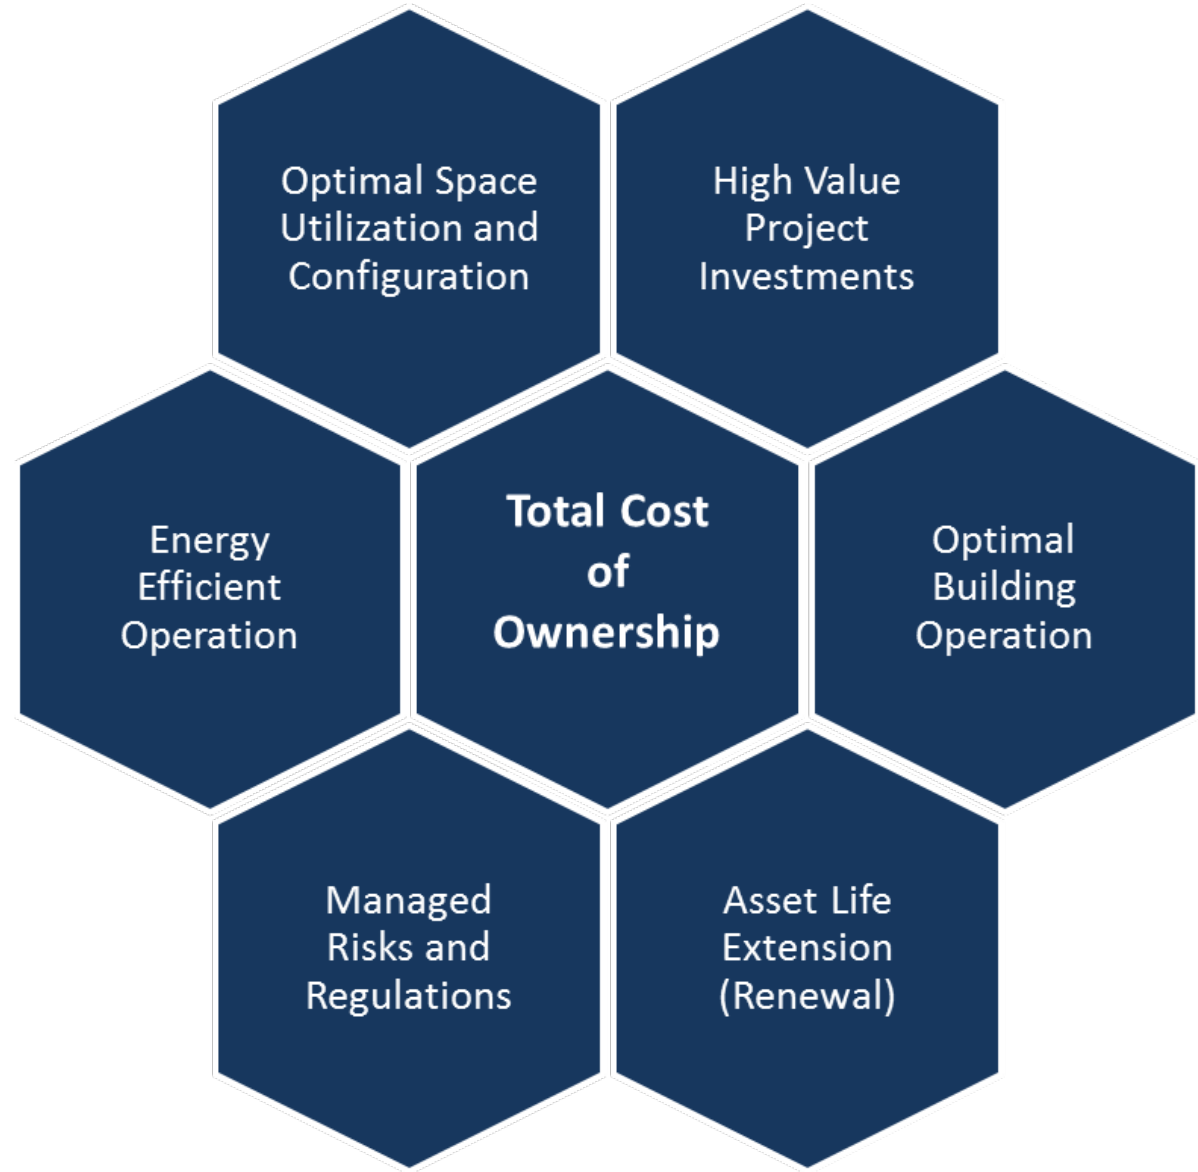 Optimal Space
Utilization and
Configuration
High Value
Project
Investments
Energy
Efficient
Operation
Total Cost
of
Ownership
Optimal
Building
Operation
Managed
Risks and
Regulations
Asset Life
Extension
(Renewal)